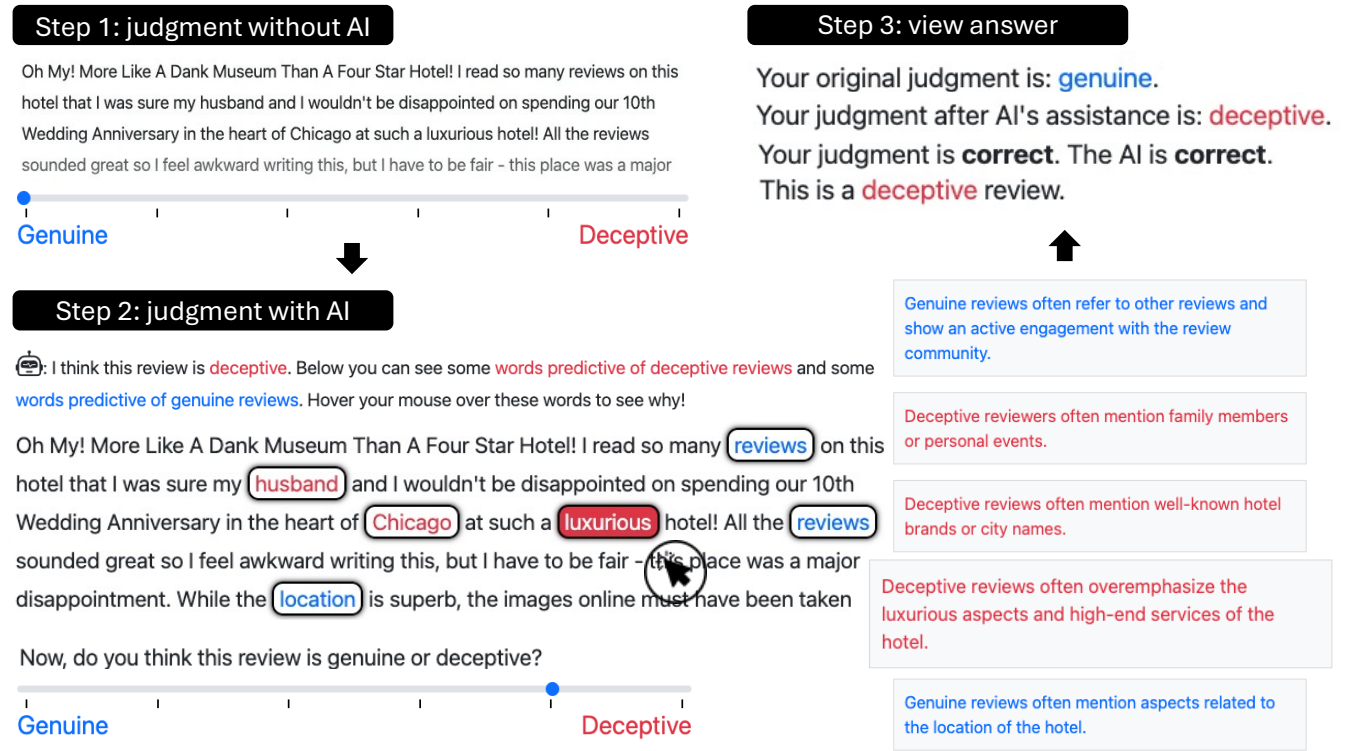 Step 1: judgment without AI
Oh My! More Like A Dank Museum Than A Four Star Hotel! I read so many reviews on this
hotel that I was sure my husband and I wouldn't be disappointed on spending our 10th
Wedding Anniversary in the heart of Chicago at such a luxurious hotel! All the reviews
sounded great so I feel awkward writing this, but I have to be fair - this place was a major
Genuine
Deceptive
Step 2: judgment with AI
: I think this review is deceptive. Below you can see some words predictive of deceptive reviews and some
words predictive of genuine reviews. Hover your mouse over these words to see why!
Oh My! More Like A Dank Museum Than A Four Star Hotel! I read so many reviews on this
hotel that I was sure my husband and I wouldn't be disappointed on spending our 10th
Wedding Anniversary in the heart of Chicago at such a luxurious hotel! All the reviews
sounded great so I feel awkward writing this, but I have to be fair - this place was a major
disappointment. While the location is superb, the images online must have been taken
Now, do you think this review is genuine or deceptive?
Genuine
Deceptive
Genuine reviews often refer to other reviews and
show an active engagement with the review
community.
Deceptive reviewers often mention family members
or personal events.
Deceptive reviews often mention well-known hotel
brands or city names.
Deceptive reviews often overemphasize the
luxurious aspects and high-end services of the
hotel.
Genuine reviews often mention aspects related to
the location of the hotel.
Step 3: view answer
Your original judgment is: genuine.
Your judgment after AI's assistance is: deceptive.
Your judgment is correct. The AI is correct.
This is a deceptive review.